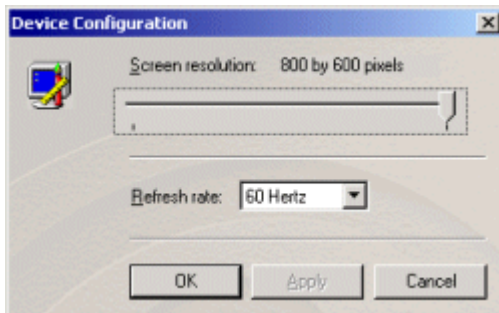 Device Configuration
Screen resolution: 800 by 600 pixels
Refresh rate: 60 Hertz
OK Apply Cancel